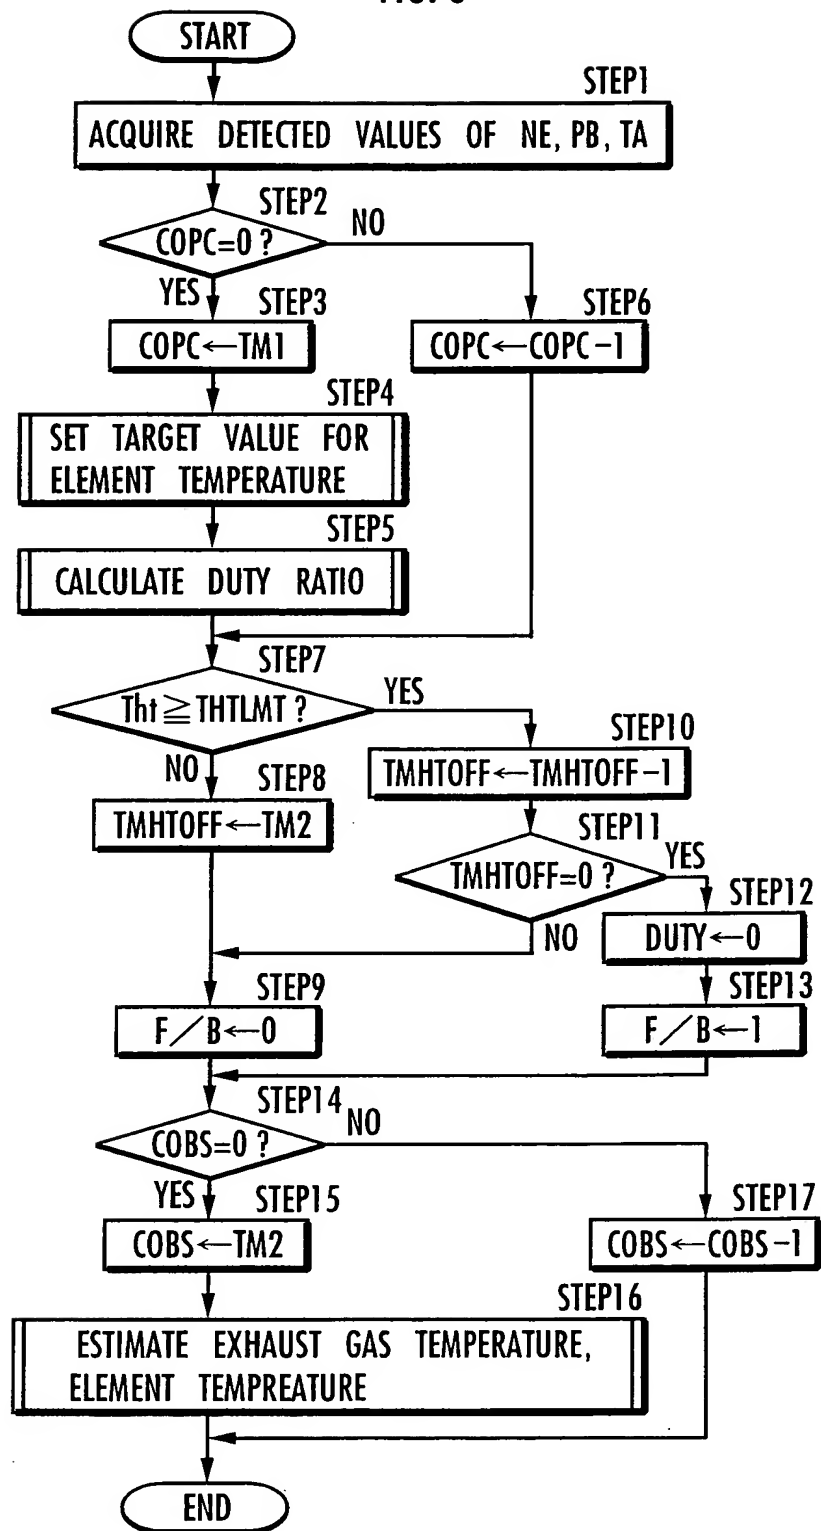 START
STEP1
ACQUIRE DETECTED VALUES OF NE, PB, TA
STEP2
COPC=0 ?
NO
YES
STEP3
COPC←TM1
STEP6
COPC←COPC-1
STEP4
SET TARGET VALUE FOR
ELEMENT TEMPERATURE
STEP5
CALCULATE DUTY RATIO
STEP7
Tht ≧ THTLMT ?
YES
NO
STEP8
TMHTOFF←TM2
STEP10
TMHTOFF←TMHTOFF-1
STEP11
TMHTOFF=0 ?
YES
NO
STEP12
DUTY←0
STEP9
F/B←0
STEP13
F/B←1
STEP14
COBS=0 ?
NO
YES
STEP15
COBS←TM2
STEP17
COBS←COBS-1
STEP16
ESTIMATE EXHAUST GAS TEMPERATURE,
ELEMENT TEMPREATURE
END